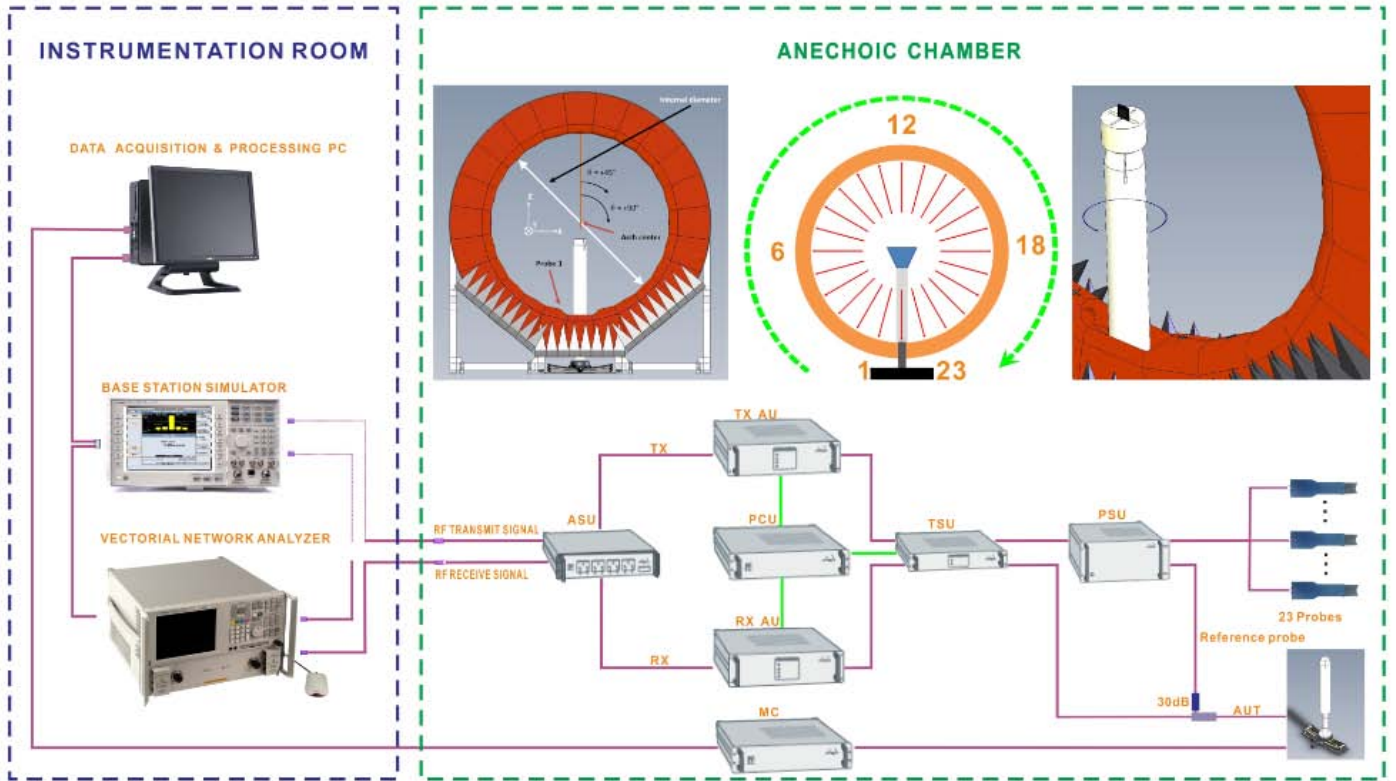 INSTRUMENTATION ROOM
DATA ACQUISITION & PROCESSING PC
BASE STATION SIMULATOR
VECTORIAL NETWORK ANALYZER
ANECHOIC CHAMBER
Internal diameter
Arch center
Probe 1
12
6
18
1
23
TX AU
TX
RF TRANSMIT SIGNAL
ASU
PCU
TSU
PSU
RF RECEIVE SIGNAL
RX AU
RX
23 Probes
Reference probe
30dB
AUT
MC